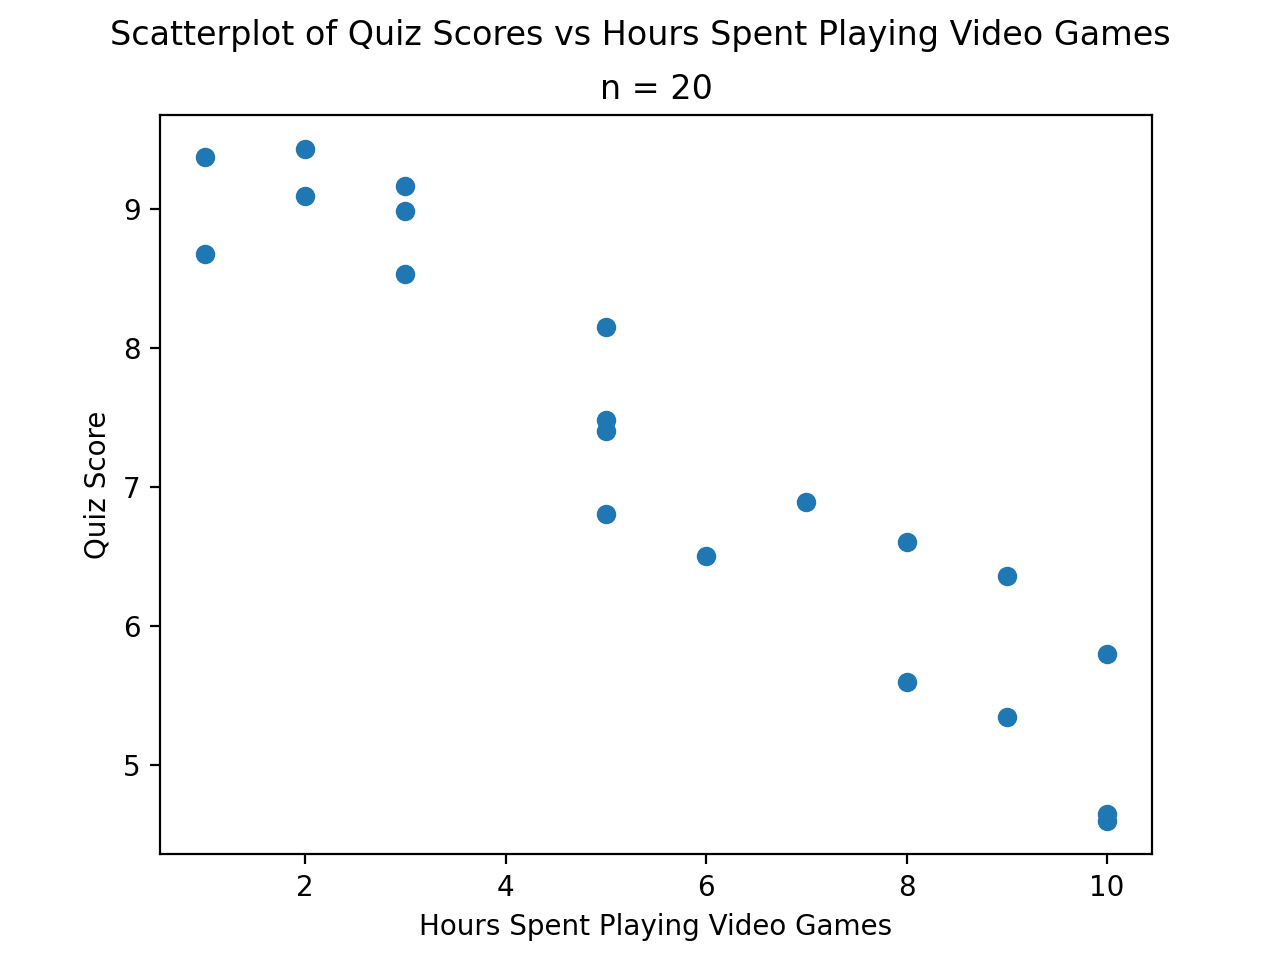 Scatterplot of Quiz Scores vs Hours Spent Playing Video Games
n = 20
9
8
7
6
5
Quiz Score
2 4 6 8 10
Hours Spent Playing Video Games